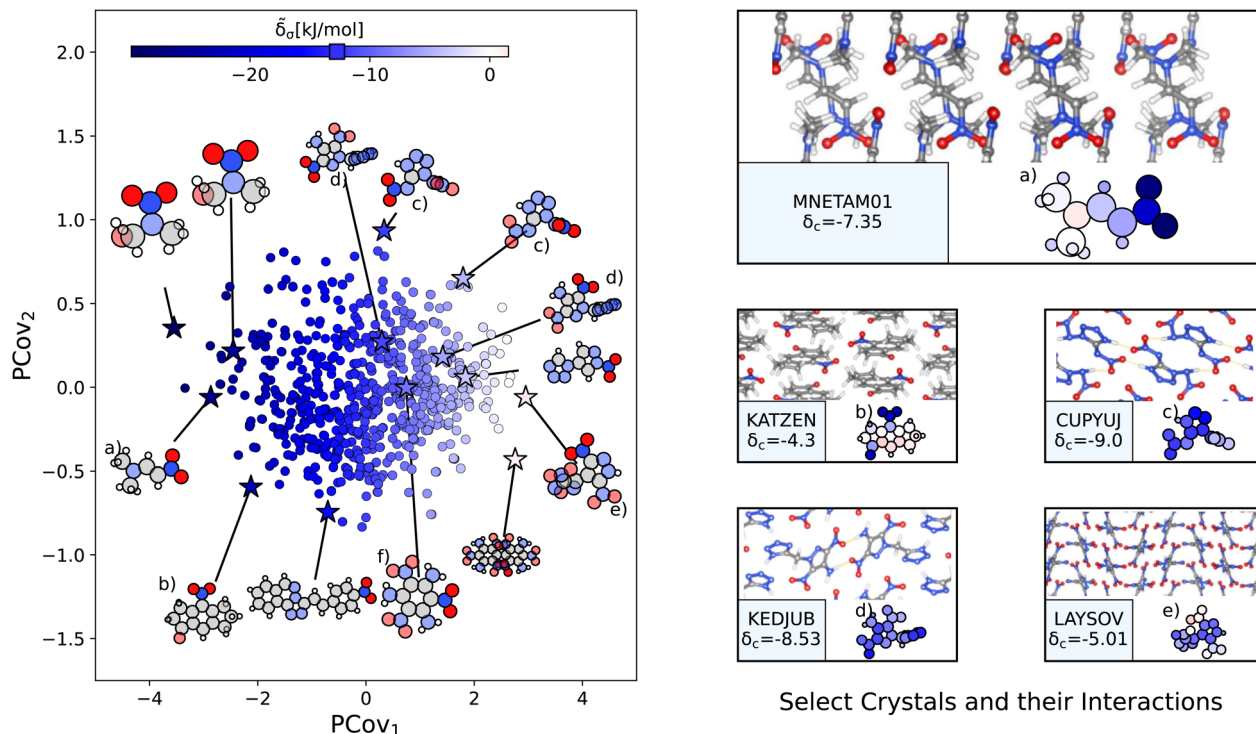 δ̃σ[kJ/mol]
−20
−10
0
2.0
1.5
1.0
0.5
0.0
−0.5
−1.0
−1.5
PCov₂
d)
c)
c)
d)
a)
e)
b)
f)
−4
−2
0
2
4
PCov₁
a)
MNETAM01
δc=-7.35
b)
KATZEN
δc=-4.3
c)
CUPYUJ
δc=-9.0
d)
KEDJUB
δc=-8.53
e)
LAYSOV
δc=-5.01
Select Crystals and their Interactions